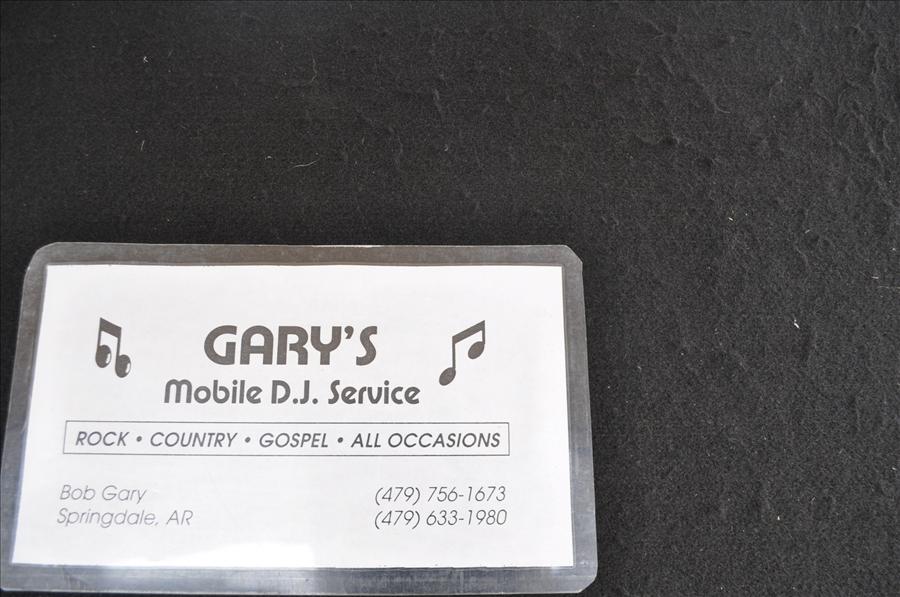 GARY'S
Mobile D.J. Service
ROCK • COUNTRY • GOSPEL • ALL OCCASIONS
Bob Gary
Springdale, AR
(479) 756-1673
(479) 633-1980